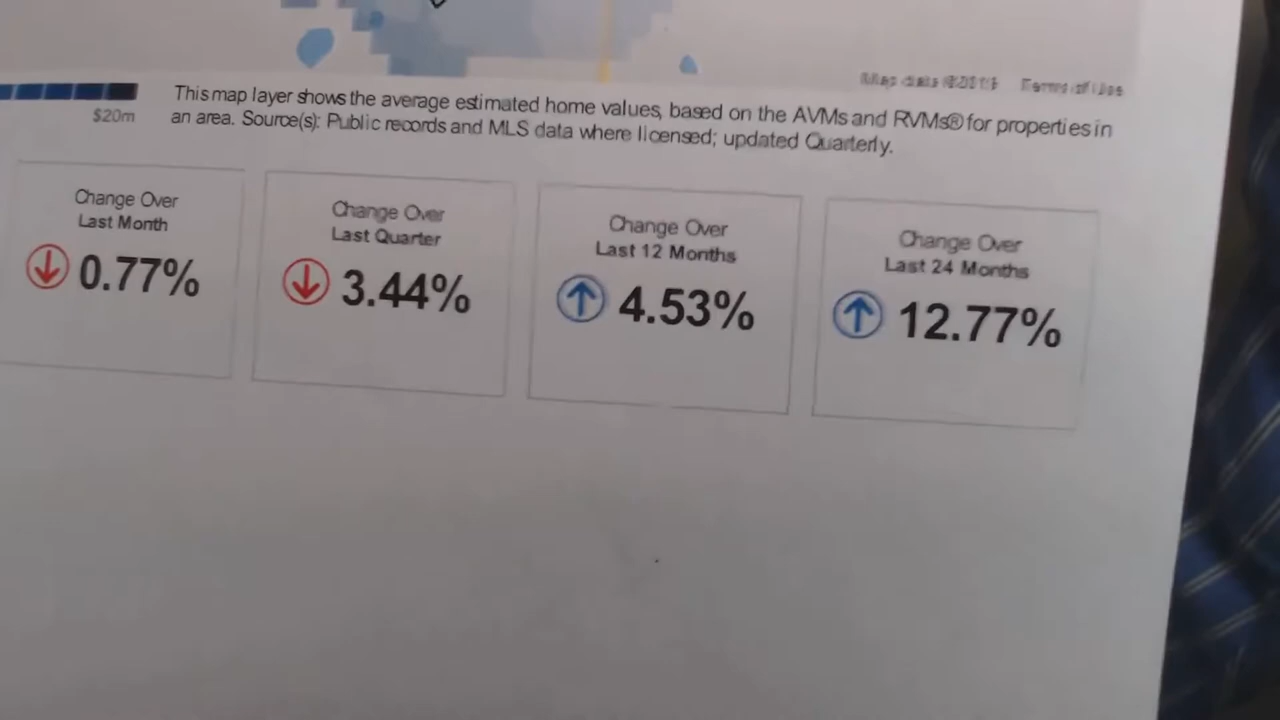 Terms of Use
$20m
This map layer shows the average estimated home values, based on the AVMs and RVMs® for properties in
an area. Source(s): Public records and MLS data where licensed; updated Quarterly.
Change Over
Last Month
0.77%
Change Over
Last Quarter
3.44%
Change Over
Last 12 Months
4.53%
Change Over
Last 24 Months
12.77%